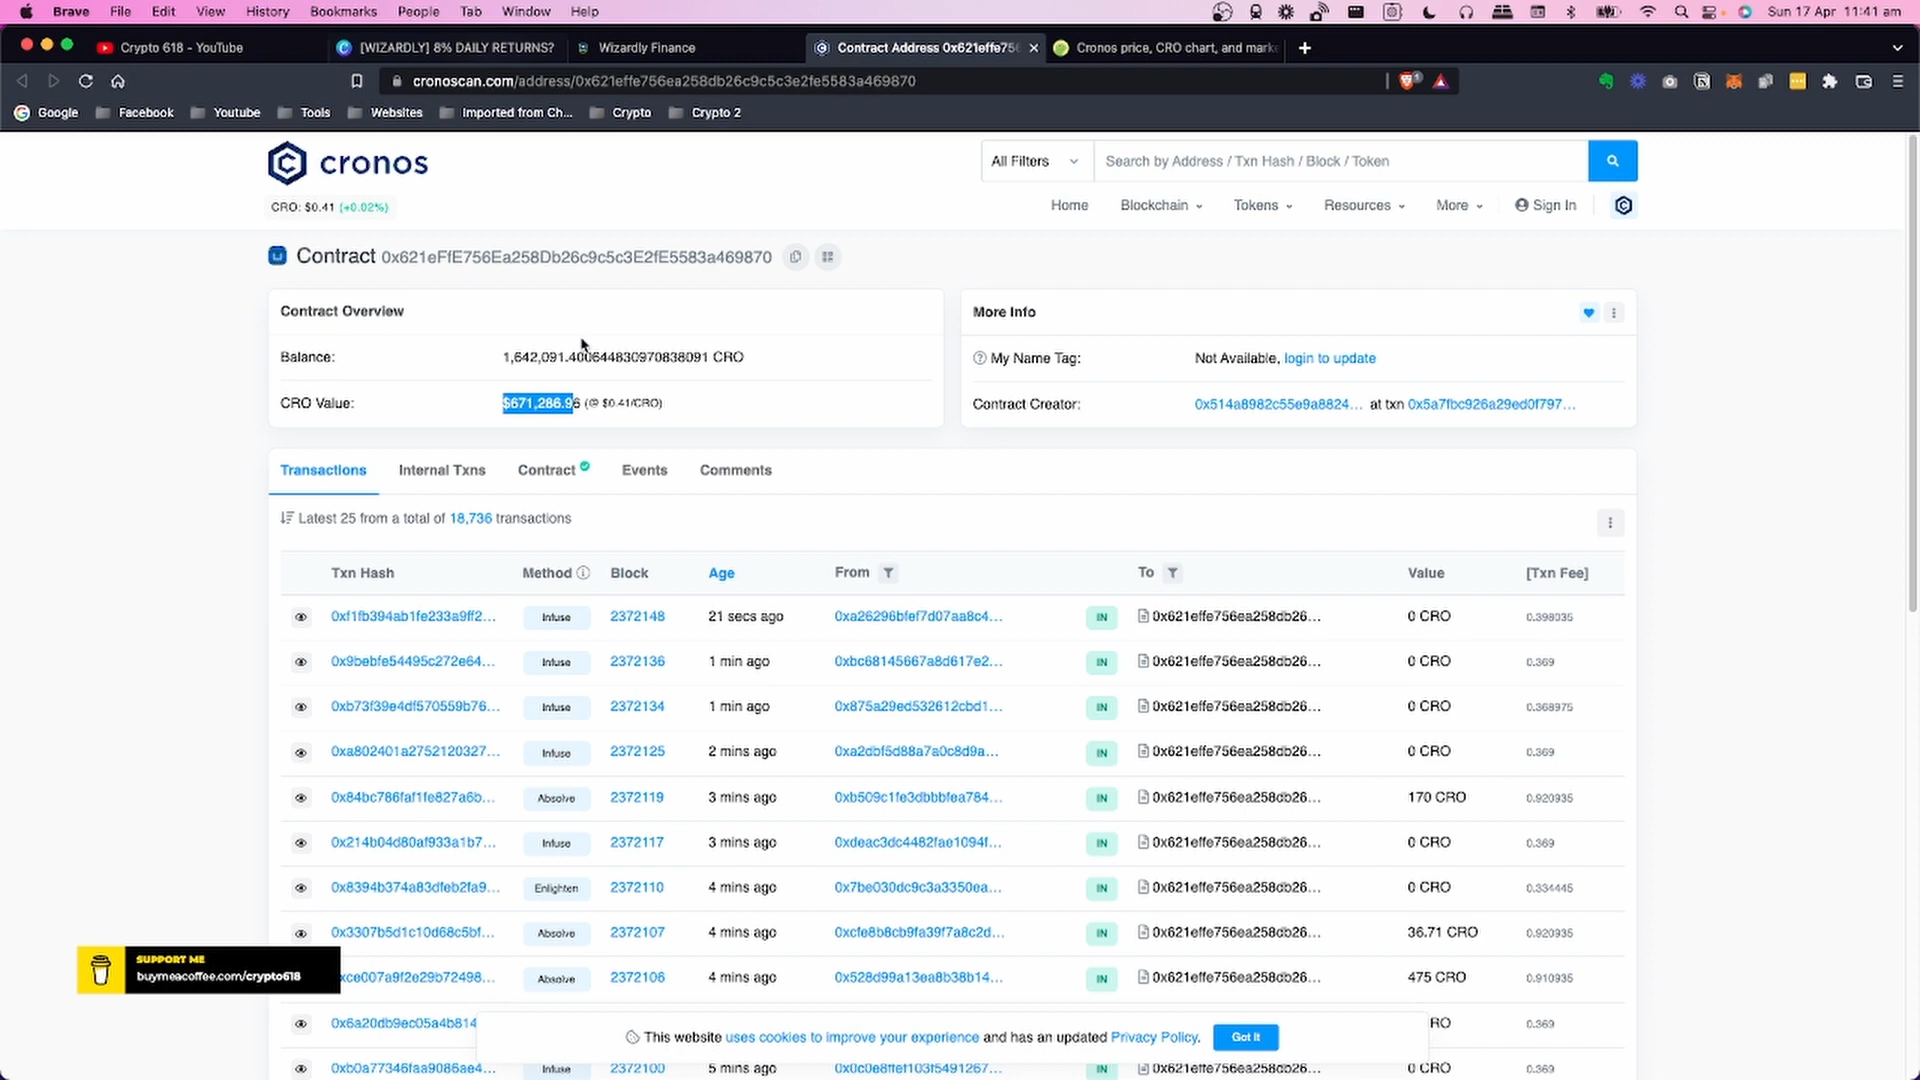 Brave File Edit View History Bookmarks People Tab Window Help Sun 17 Apr 11:41 am
Crypto 618 - YouTube [WIZARDLY] 8% DAILY RETURNS? Wizardly Finance Contract Address 0x621effe75 Cronos price, CRO chart, and marke
cronoscan.com/address/0x621effe756ea258db26c9c5c3e2fe5583a469870
Google Facebook Youtube Tools Websites Imported from Ch... Crypto Crypto 2
cronos
All Filters Search by Address / Txn Hash / Block / Token
CRO: $0.41 (+0.02%)
Home Blockchain Tokens Resources More Sign In
Contract 0x621eFfE756Ea258Db26c9c5c3E2fE5583a469870
Contract Overview
Balance: 1,642,091.400644830970838091 CRO
CRO Value: $671,286.96 (@ $0.41/CRO)
More Info
My Name Tag: Not Available, login to update
Contract Creator: 0x514a8982c55e9a8824... at txn 0x5a7fbc926a29ed0f797...
Transactions Internal Txns Contract Events Comments
Latest 25 from a total of 18,736 transactions
Txn Hash Method Block Age From To Value [Txn Fee]
0xf1fb394ab1fe233a9ff2... Infuse 2372148 21 secs ago 0xa26296bfef7d07aa8c4... IN 0x621effe756ea258db26... 0 CRO 0.398035
0x9bebfe54495c272e64... Infuse 2372136 1 min ago 0xbc68145667a8d617e2... IN 0x621effe756ea258db26... 0 CRO 0.369
0xb73f39e4df570559b76... Infuse 2372134 1 min ago 0x875a29ed532612cbd1... IN 0x621effe756ea258db26... 0 CRO 0.368975
0xa802401a2752120327... Infuse 2372125 2 mins ago 0xa2dbf5d88a7a0c8d9a... IN 0x621effe756ea258db26... 0 CRO 0.369
0x84bc786faf1fe827a6b... Absolve 2372119 3 mins ago 0xb509c1fe3dbbbfea784... IN 0x621effe756ea258db26... 170 CRO 0.920935
0x214b04d80af933a1b7... Infuse 2372117 3 mins ago 0xdeac3dc4482fae1094f... IN 0x621effe756ea258db26... 0 CRO 0.369
0x8394b374a83dfeb2fa9... Enlighten 2372110 4 mins ago 0x7be030dc9c3a3350ea... IN 0x621effe756ea258db26... 0 CRO 0.334445
0x3307b5d1c10d68c5bf... Absolve 2372107 4 mins ago 0xcfe8b8cb9fa39f7a8c2d... IN 0x621effe756ea258db26... 36.71 CRO 0.920935
xce007a9f2e29b72498... Absolve 2372106 4 mins ago 0x528d99a13ea8b38b14... IN 0x621effe756ea258db26... 475 CRO 0.910935
SUPPORT ME
buymeacoffee.com/crypto618
0x6a20db9ec05a4b814 RO 0.369
This website uses cookies to improve your experience and has an updated Privacy Policy. Got It
0xb0a77346faa9086ae4... Infuse 2372100 5 mins ago 0x0c0e8ffef103f5491267... IN 0x621effe756ea258db26... 0 CRO 0.369